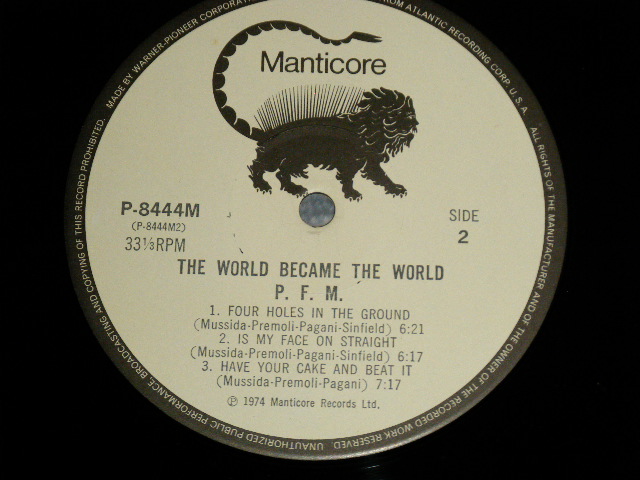 Manticore
P-8444M
(P-8444M2)
33⅓RPM
SIDE
2
THE WORLD BECAME THE WORLD
P. F. M.
1. FOUR HOLES IN THE GROUND
(Mussida-Premoli-Pagani-Sinfield) 6:21
2. IS MY FACE ON STRAIGHT
(Mussida-Premoli-Pagani-Sinfield) 6:17
3. HAVE YOUR CAKE AND BEAT IT
(Mussida-Premoli-Pagani) 7:17
Ⓟ 1974 Manticore Records Ltd.
MADE BY WARNER-PIONEER CORPORATION
FROM ATLANTIC RECORDING CORP. U.S.A.
ALL RIGHTS OF THE MANUFACTURER AND OF THE OWNER OF THE RECORDED WORK RESERVED.
UNAUTHORIZED PUBLIC PERFORMANCE, BROADCASTING AND COPYING OF THIS RECORD PROHIBITED.